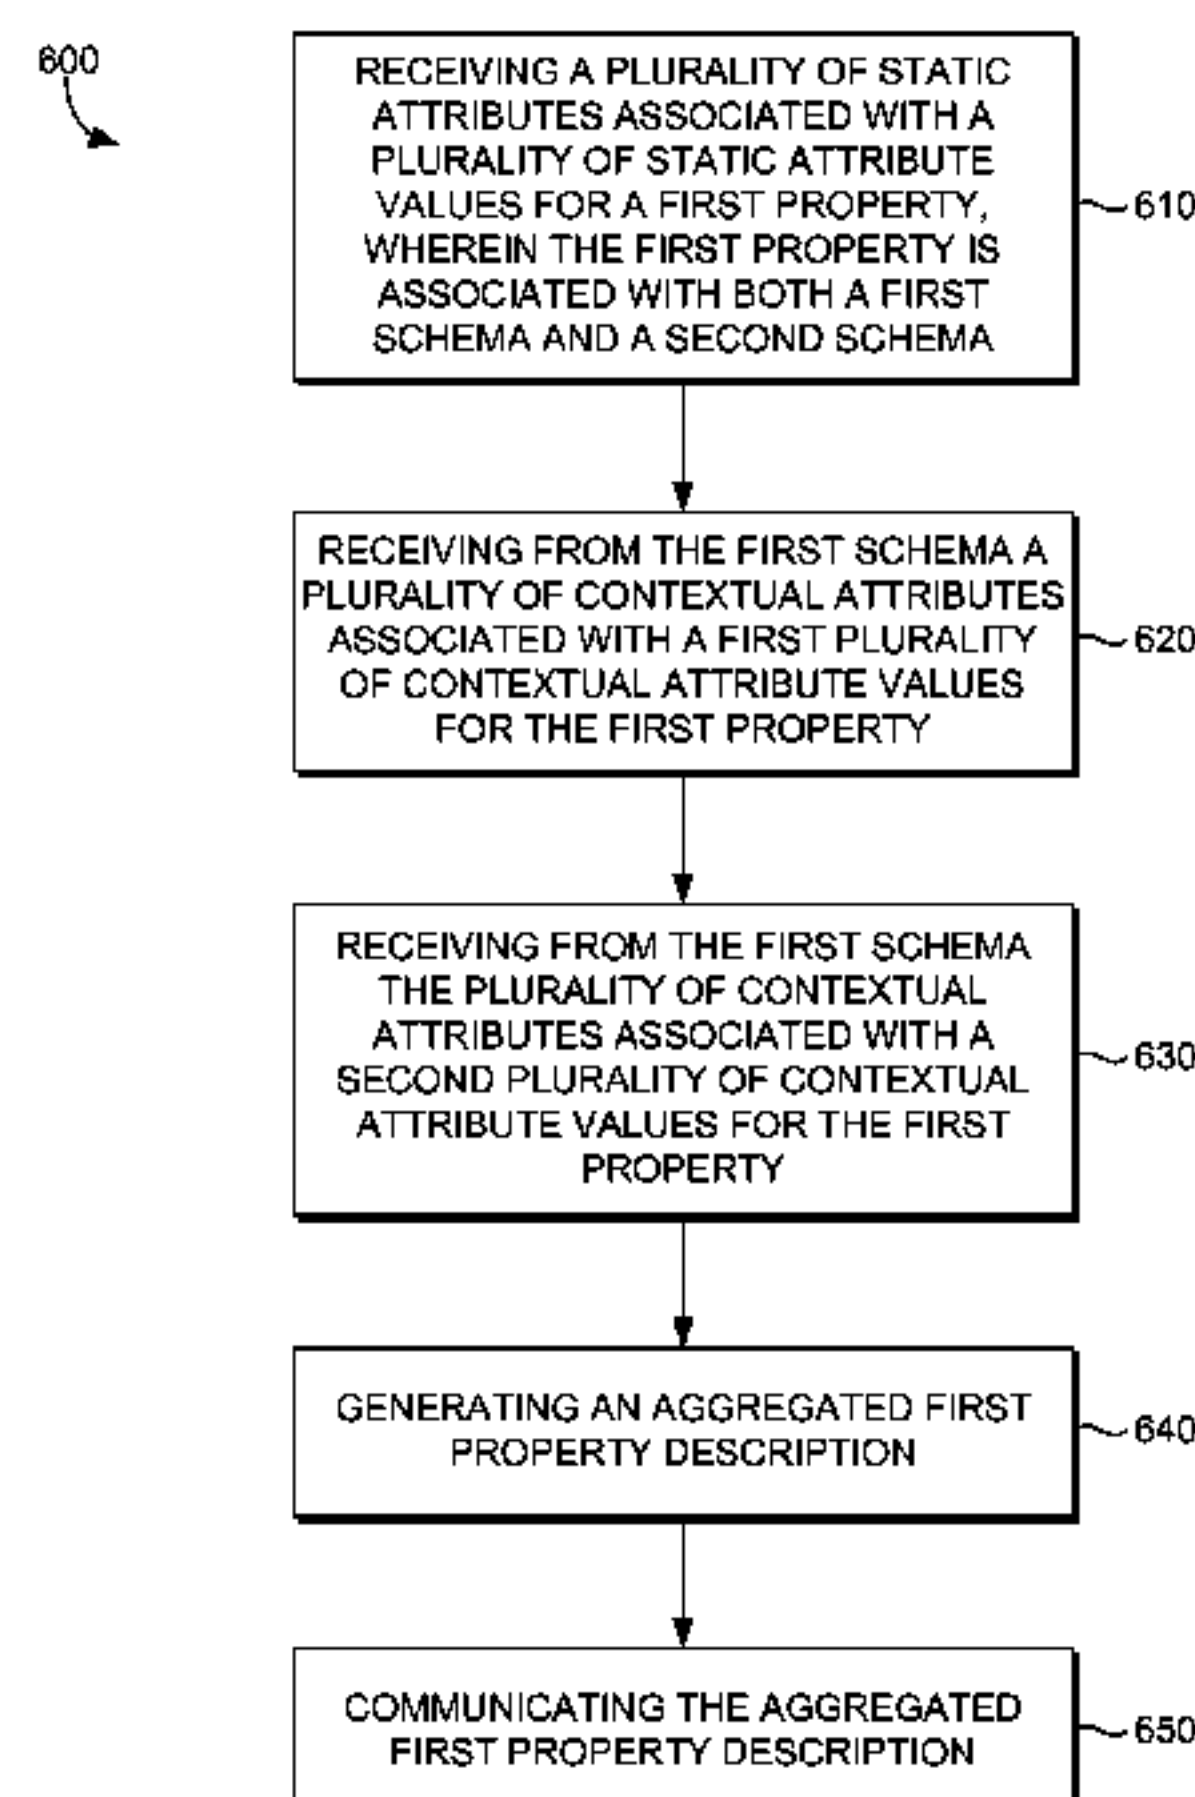 600
RECEIVING A PLURALITY OF STATIC
ATTRIBUTES ASSOCIATED WITH A
PLURALITY OF STATIC ATTRIBUTE
VALUES FOR A FIRST PROPERTY,
WHEREIN THE FIRST PROPERTY IS
ASSOCIATED WITH BOTH A FIRST
SCHEMA AND A SECOND SCHEMA
610
RECEIVING FROM THE FIRST SCHEMA A
PLURALITY OF CONTEXTUAL ATTRIBUTES
ASSOCIATED WITH A FIRST PLURALITY
OF CONTEXTUAL ATTRIBUTE VALUES
FOR THE FIRST PROPERTY
620
RECEIVING FROM THE FIRST SCHEMA
THE PLURALITY OF CONTEXTUAL
ATTRIBUTES ASSOCIATED WITH A
SECOND PLURALITY OF CONTEXTUAL
ATTRIBUTE VALUES FOR THE FIRST
PROPERTY
630
GENERATING AN AGGREGATED FIRST
PROPERTY DESCRIPTION
640
COMMUNICATING THE AGGREGATED
FIRST PROPERTY DESCRIPTION
650